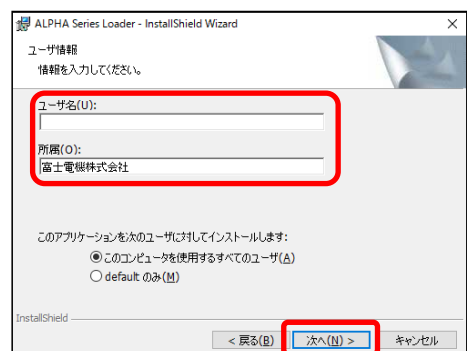 ALPHA Series Loader - InstallShield Wizard
ユーザ情報
情報を入力してください。
ユーザ名(U):
所属(O):
富士電機株式会社
このアプリケーションを次のユーザに対してインストールします:
このコンピュータを使用するすべてのユーザ(A)
default のみ(M)
InstallShield
< 戻る(B)
次へ(N) >
キャンセル